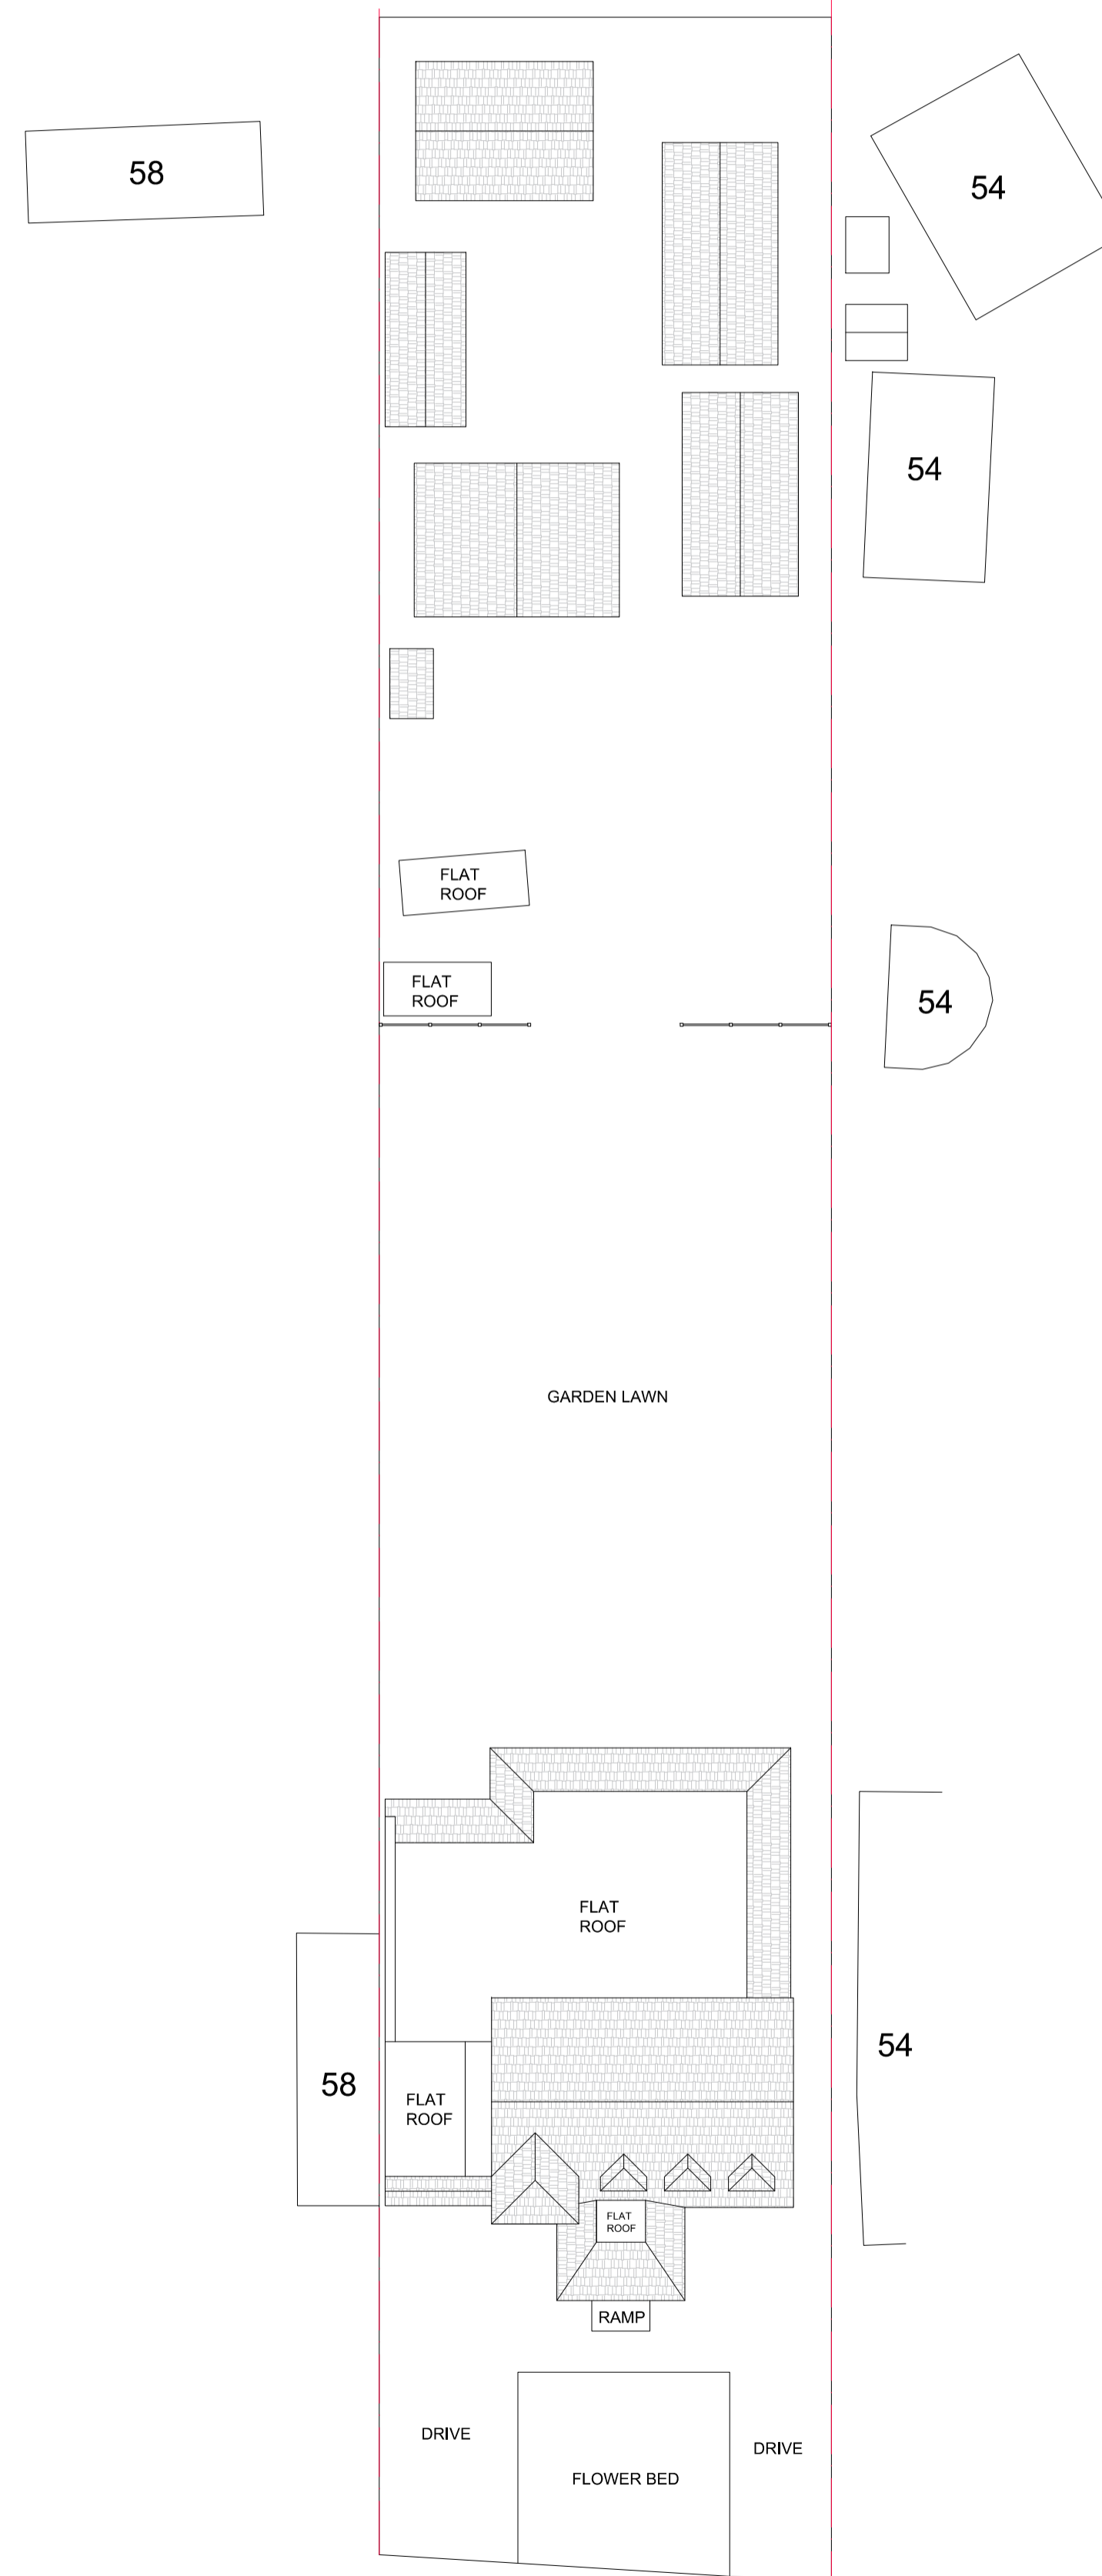 58
54
54
FLAT
ROOF
FLAT
ROOF
54
GARDEN LAWN
FLAT
ROOF
54
58
FLAT
ROOF
FLAT
ROOF
RAMP
DRIVE
DRIVE
FLOWER BED